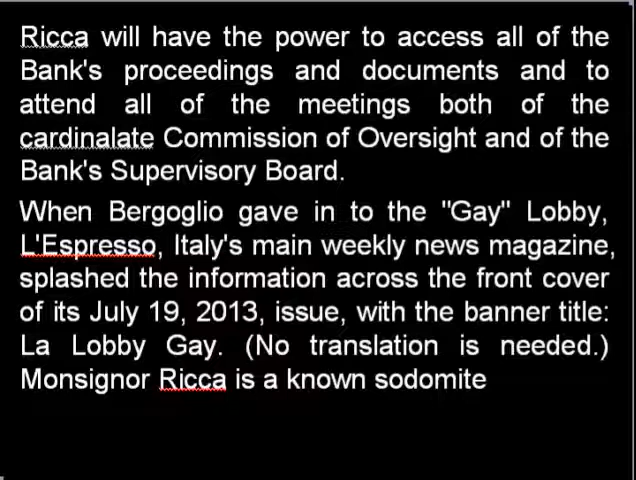 Ricca will have the power to access all of the
Bank's proceedings and documents and to
attend all of the meetings both of the
cardinalate Commission of Oversight and of the
Bank's Supervisory Board.
When Bergoglio gave in to the "Gay" Lobby,
L'Espresso, Italy's main weekly news magazine,
splashed the information across the front cover
of its July 19, 2013, issue, with the banner title:
La Lobby Gay. (No translation is needed.)
Monsignor Ricca is a known sodomite